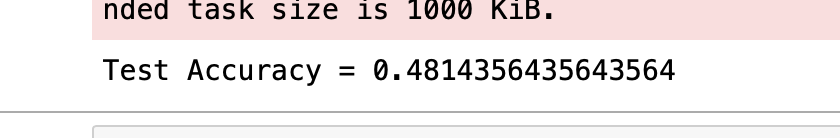 nded task size is 1000 KiB.
Test Accuracy = 0.4814356435643564